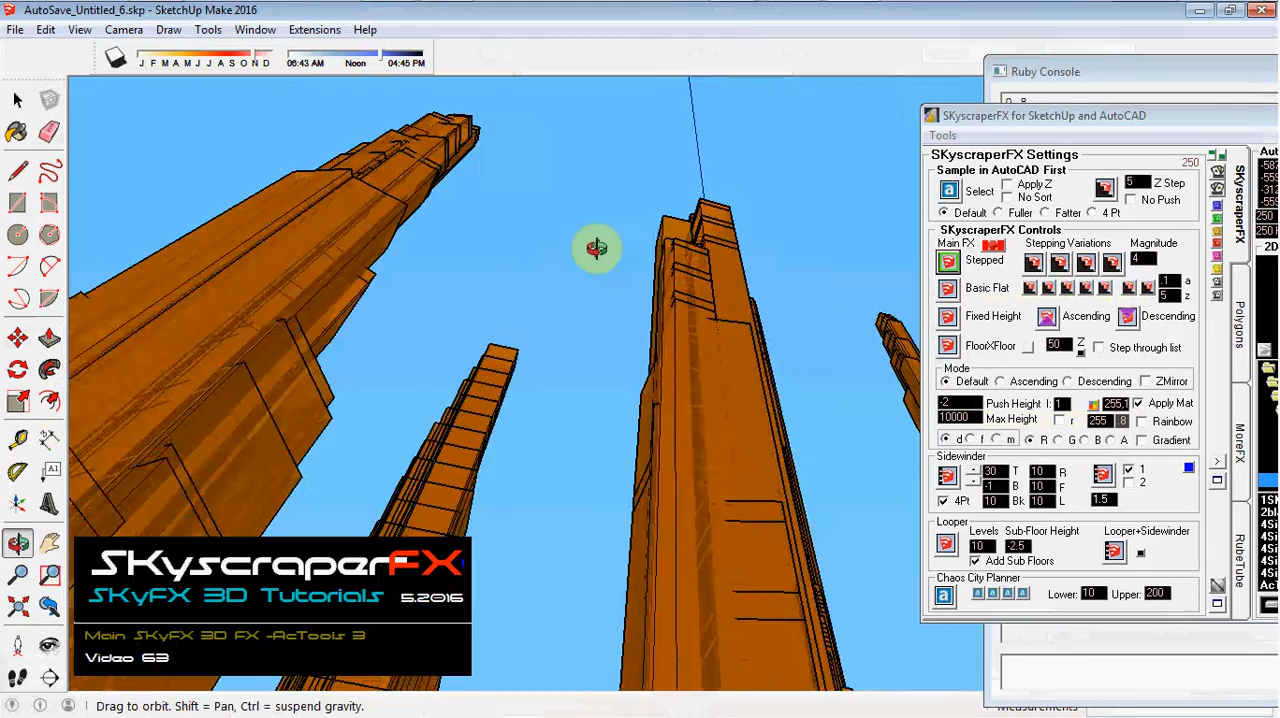 AutoSave_Untitled_6.skp - SketchUp Make 2016
File Edit View Camera Draw Tools Window Extensions Help
J F M A M J J A S O N D 06:43 AM Noon 04:45 PM
Ruby Console
SKyscraperFX for SketchUp and AutoCAD
Tools
SKyscraperFX Settings 250
Sample in AutoCAD First
Select Apply Z 5 Z Step
No Sort No Push
Default Fuller Fatter 4 Pt
SKyscraperFX Controls
Main FX Stepping Variations Magnitude
Stepped 4
Basic Flat .1 a
5 z
Fixed Height Ascending Descending
FloorXFloor 50 Z Step through list
Mode
Default Ascending Descending ZMirror
-2 Push Height I: 1 255,1 Apply Mat
10000 Max Height r 255 .8 Rainbow
d f m R G B A Gradient
Sidewinder
30 T 10 R 1
-1 B 10 F 2
4Pt 10 Bk 10 L 1.5
Looper
Levels Sub-Floor Height Looper+Sidewinder
10 -2.5
Add Sub Floors
Chaos City Planner
Lower: 10 Upper: 200
SKyscraperFX
Polygons
MoreFX
RubeTube
SKyscraperFX
SKyFX 3D Tutorials 5.2016
Main SKyFX 3D FX -AcTools 3
Video 63
Drag to orbit. Shift = Pan, Ctrl = suspend gravity.
Measurements